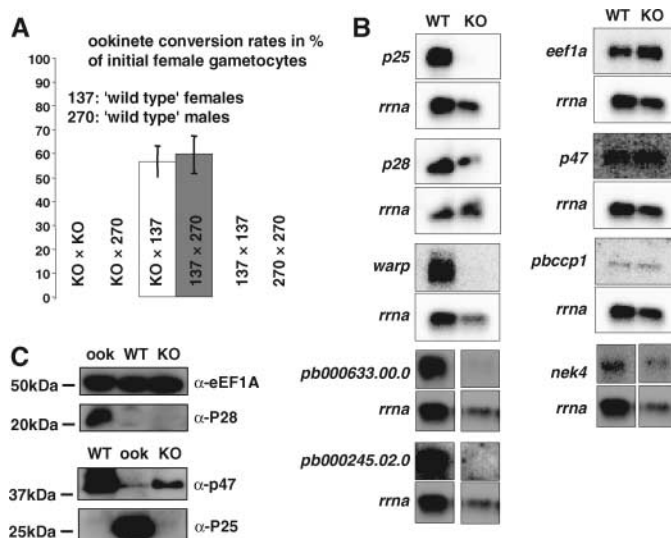 A
ookinete conversion rates in %
of initial female gametocytes
137: 'wild type' females
270: 'wild type' males
100
90
80
70
60
50
40
30
20
10
0
KO × KO
KO × 270
KO × 137
137 × 270
137 × 137
270 × 270
B
WT KO
p25
rrna
p28
rrna
warp
rrna
pb000633.00.0
rrna
pb000245.02.0
rrna
WT KO
eef1a
rrna
p47
rrna
pbccp1
rrna
nek4
rrna
C
ook WT KO
50kDa
α-eEF1A
20kDa
α-P28
WT ook KO
α-p47
37kDa
α-P25
25kDa